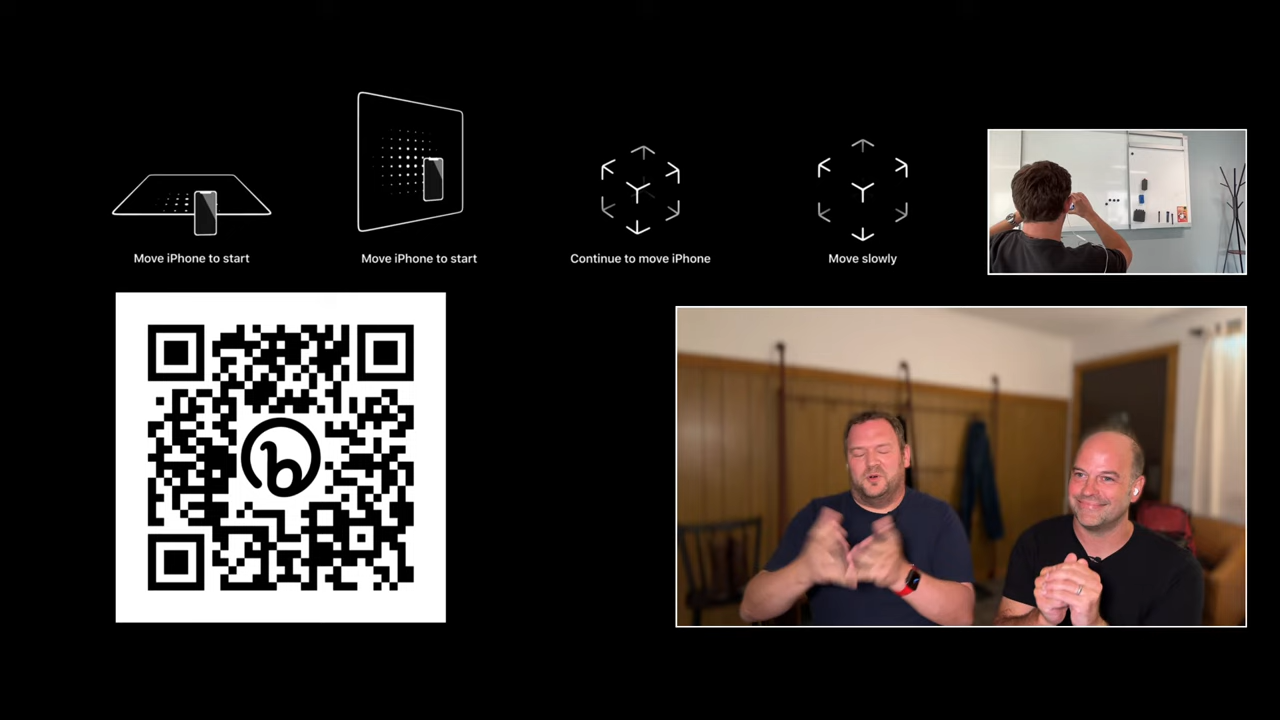 Move iPhone to start
Move iPhone to start
Continue to move iPhone
Move slowly
b